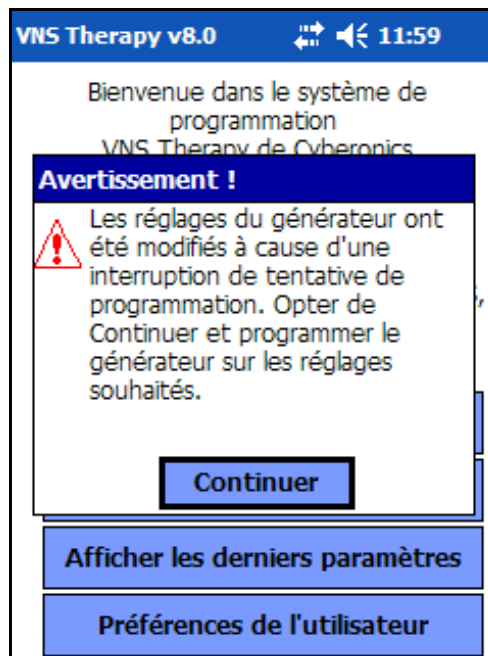 VNS Therapy v8.0 11:59
Bienvenue dans le système de
programmation
VNS Therapy de Cyberonics
Avertissement !
Les réglages du générateur ont
été modifiés à cause d'une
interruption de tentative de
programmation. Opter de
Continuer et programmer le
générateur sur les réglages
souhaités.
Continuer
Afficher les derniers paramètres
Préférences de l'utilisateur